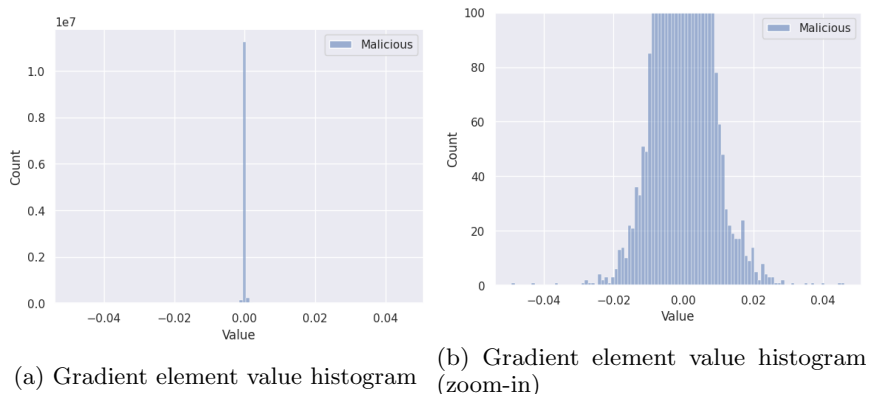 1e7
Malicious
1.0
0.8
0.6
0.4
0.2
0.0
Count
−0.04 −0.02 0.00 0.02 0.04
Value
(a) Gradient element value histogram
100
80
60
40
20
0
Count
Malicious
−0.04 −0.02 0.00 0.02 0.04
Value
(b) Gradient element value histogram
(zoom-in)